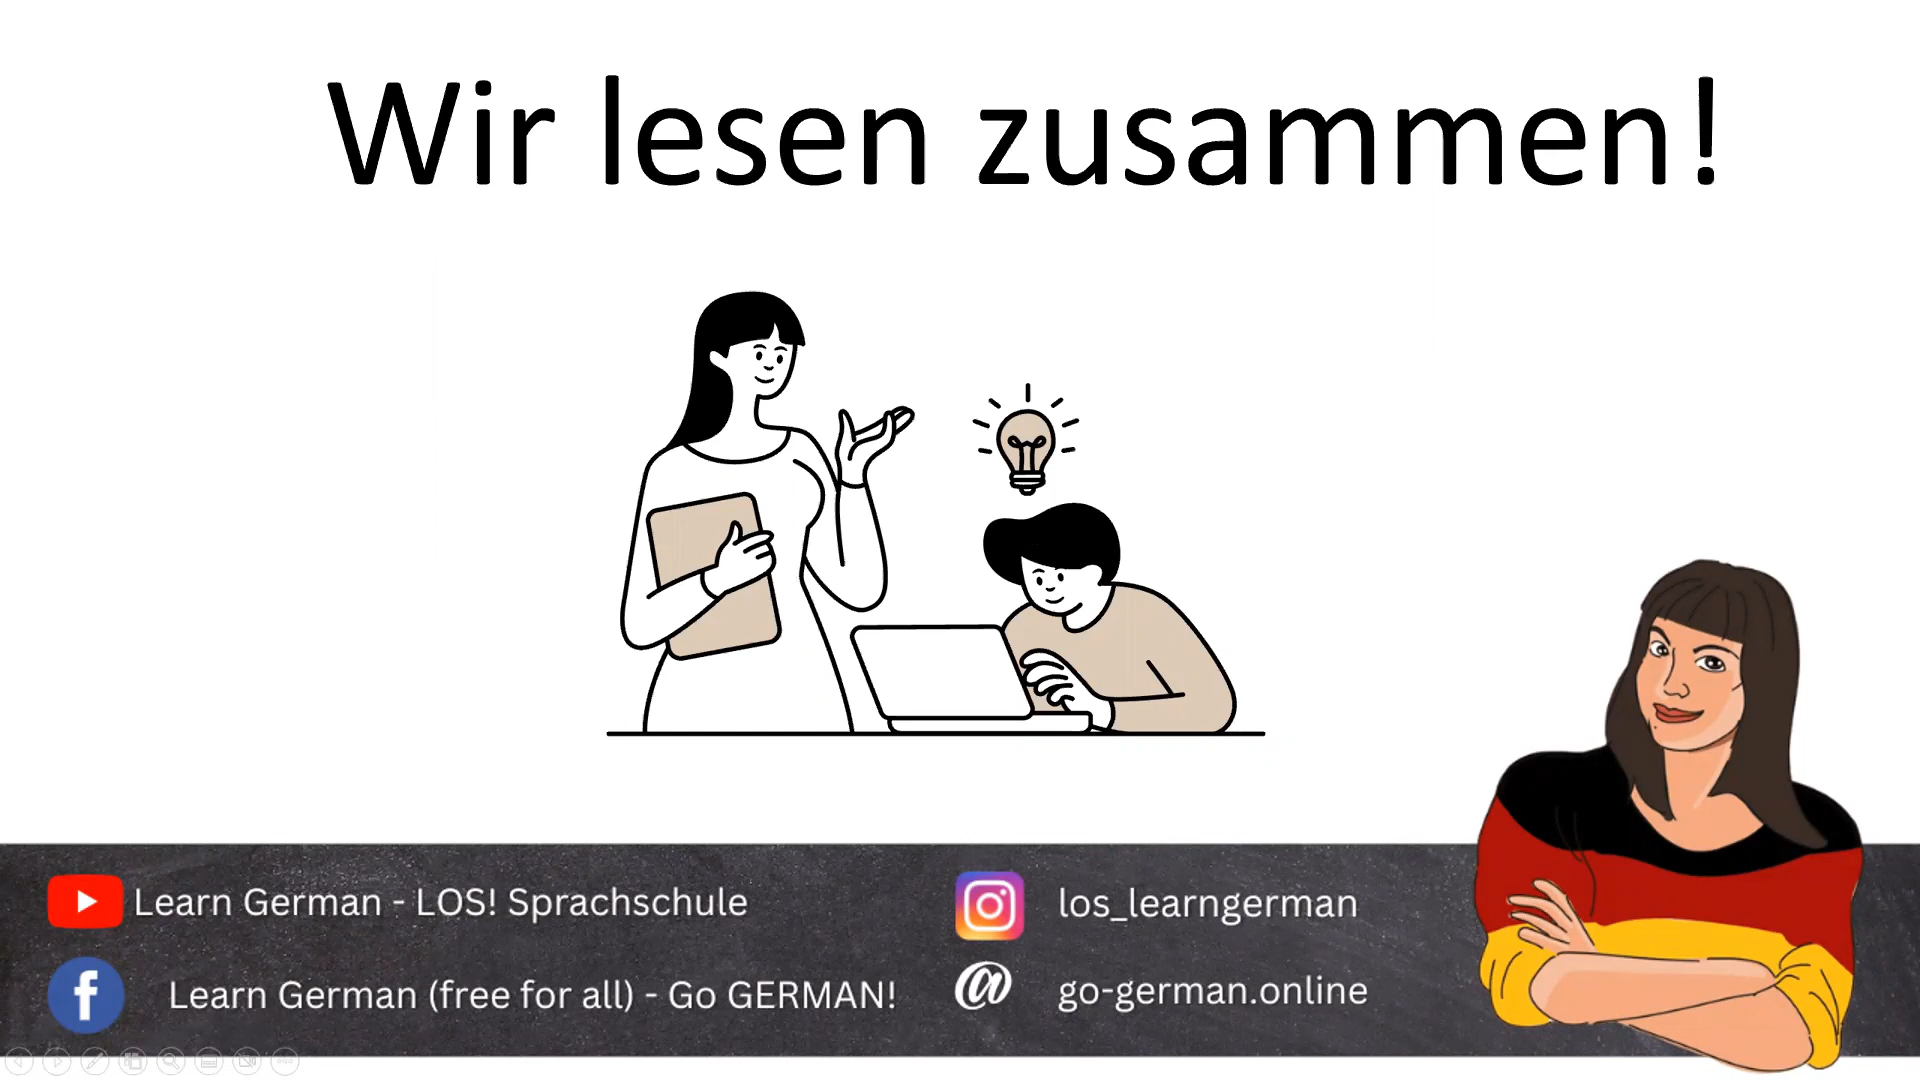 Wir lesen zusammen!
Learn German - LOS! Sprachschule
los_learngerman
Learn German (free for all) - Go GERMAN!
@ go-german.online